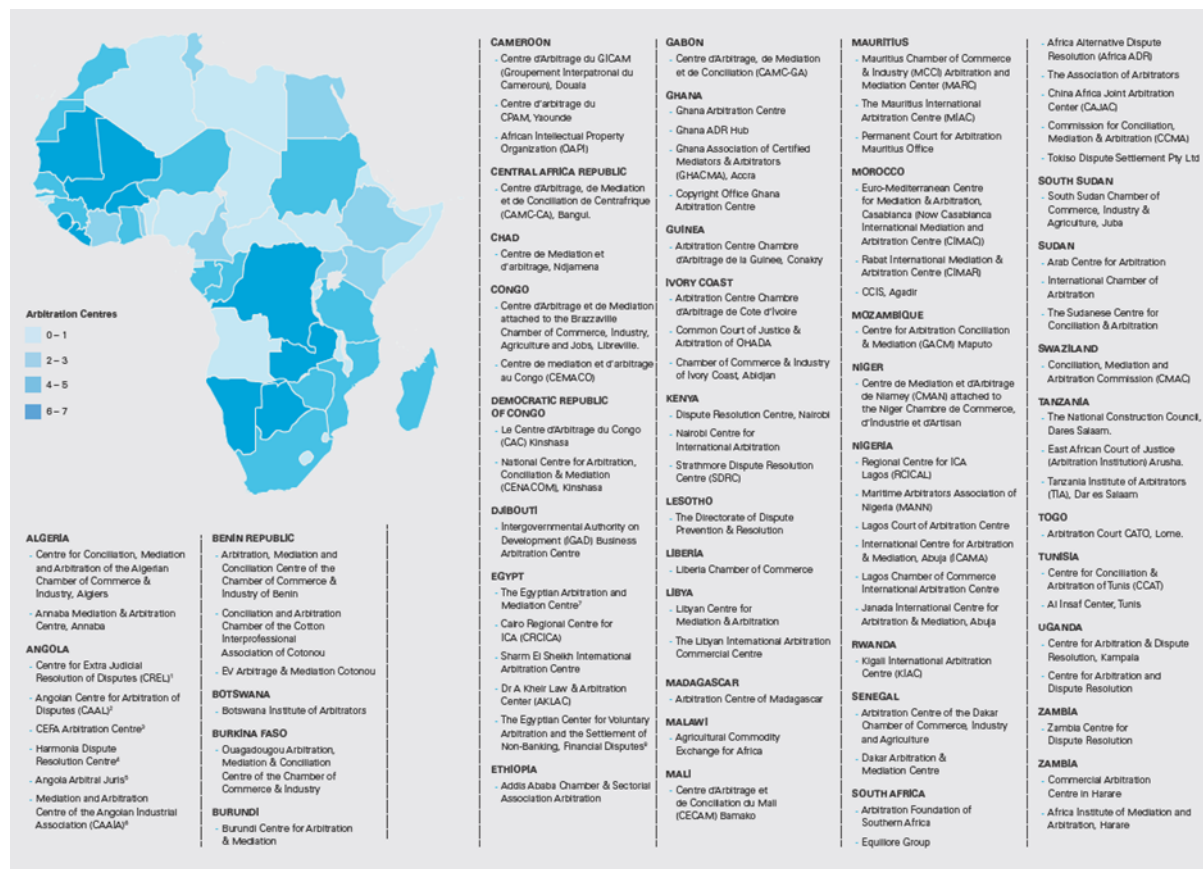 Arbitration Centres
0 – 1
2 – 3
4 – 5
6 – 7
ALGERIA
- Centre for Conciliation, Mediation
and Arbitration of the Algerian
Chamber of Commerce &
Industry, Algiers
- Annaba Mediation & Arbitration
Centre, Annaba
ANGOLA
- Centre for Extra Judicial
Resolution of Disputes (CREL)¹
- Angolan Centre for Arbitration of
Disputes (CAAL)²
- CEFA Arbitration Centre³
- Harmonia Dispute
Resolution Centre⁴
- Angola Arbitral Juris⁵
- Mediation and Arbitration
Centre of the Angolan Industrial
Association (CAAIA)⁶
BENIN REPUBLIC
- Arbitration, Mediation and
Conciliation Centre of the
Chamber of Commerce &
Industry of Benin
- Conciliation and Arbitration
Chamber of the Cotton
Interprofessional
Association of Cotonou
- EV Arbitrage & Mediation Cotonou
BOTSWANA
- Botswana Institute of Arbitrators
BURKINA FASO
- Ouagadougou Arbitration,
Mediation & Conciliation
Centre of the Chamber of
Commerce & Industry
BURUNDI
- Burundi Centre for Arbitration
& Mediation
CAMEROON
- Centre d'Arbitrage du GICAM
(Groupement Interpatronal du
Cameroun), Douala
- Centre d'arbitrage du
CPAM, Yaounde
- African Intellectual Property
Organization (OAPI)
CENTRAL AFRICA REPUBLIC
- Centre d'Arbitrage, de Mediation
et de Conciliation de Centrafrique
(CAMC-CA), Bangui.
CHAD
- Centre de Mediation et
d'arbitrage, Ndjamena
CONGO
- Centre d'Arbitrage et de Mediation
attached to the Brazzaville
Chamber of Commerce, Industry,
Agriculture and Jobs, Libreville.
- Centre de mediation et d'arbitrage
au Congo (CEMACO)
DEMOCRATIC REPUBLIC
OF CONGO
- Le Centre d'Arbitrage du Congo
(CAC) Kinshasa
- National Centre for Arbitration,
Conciliation & Mediation
(CENACOM), Kinshasa
DJIBOUTI
- Intergovernmental Authority on
Development (IGAD) Business
Arbitration Centre
EGYPT
- The Egyptian Arbitration and
Mediation Centre⁷
- Cairo Regional Centre for
ICA (CRCICA)
- Sharm El Sheikh International
Arbitration Centre
- Dr A Kheir Law & Arbitration
Center (AKLAC)
- The Egyptian Center for Voluntary
Arbitration and the Settlement of
Non-Banking, Financial Disputes⁸
ETHIOPIA
- Addis Ababa Chamber & Sectorial
Association Arbitration
GABON
- Centre d'Arbitrage, de Mediation
et de Conciliation (CAMC-GA)
GHANA
- Ghana Arbitration Centre
- Ghana ADR Hub
- Ghana Association of Certified
Mediators & Arbitrators
(GHACMA), Accra
- Copyright Office Ghana
Arbitration Centre
GUINEA
- Arbitration Centre Chambre
d'Arbitrage de la Guinee, Conakry
IVORY COAST
- Arbitration Centre Chambre
d'Arbitrage de Cote d'Ivoire
- Common Court of Justice &
Arbitration of OHADA
- Chamber of Commerce & Industry
of Ivory Coast, Abidjan
KENYA
- Dispute Resolution Centre, Nairobi
- Nairobi Centre for
International Arbitration
- Strathmore Dispute Resolution
Centre (SDRC)
LESOTHO
- The Directorate of Dispute
Prevention & Resolution
LIBERIA
- Liberia Chamber of Commerce
LIBYA
- Libyan Centre for
Mediation & Arbitration
- The Libyan International Arbitration
Commercial Centre
MADAGASCAR
- Arbitration Centre of Madagascar
MALAWI
- Agricultural Commodity
Exchange for Africa
MALI
- Centre d'Arbitrage et
de Conciliation du Mali
(CECAM) Bamako
MAURITIUS
- Mauritius Chamber of Commerce
& Industry (MCCI) Arbitration and
Mediation Center (MARC)
- The Mauritius International
Arbitration Centre (MIAC)
- Permanent Court for Arbitration
Mauritius Office
MOROCCO
- Euro-Mediterranean Centre
for Mediation & Arbitration,
Casablanca (Now Casablanca
International Mediation and
Arbitration Centre (CIMAC))
- Rabat International Mediation &
Arbitration Centre (CIMAR)
- CCIS, Agadir
MOZAMBIQUE
- Centre for Arbitration Conciliation
& Mediation (GACM) Maputo
NIGER
- Centre de Mediation et d'Arbitrage
de Niamey (CMAN) attached to
the Niger Chambre de Commerce,
d'Industrie et d'Artisan
NIGERIA
- Regional Centre for ICA
Lagos (RCICAL)
- Maritime Arbitrators Association of
Nigeria (MANN)
- Lagos Court of Arbitration Centre
- International Centre for Arbitration
& Mediation, Abuja (ICAMA)
- Lagos Chamber of Commerce
International Arbitration Centre
- Janada International Centre for
Arbitration & Mediation, Abuja
RWANDA
- Kigali International Arbitration
Centre (KIAC)
SENEGAL
- Arbitration Centre of the Dakar
Chamber of Commerce, Industry
and Agriculture
- Dakar Arbitration &
Mediation Centre
SOUTH AFRICA
- Arbitration Foundation of
Southern Africa
- Equillore Group
- Africa Alternative Dispute
Resolution (Africa ADR)
- The Association of Arbitrators
- China Africa Joint Arbitration
Center (CAJAC)
- Commission for Conciliation,
Mediation & Arbitration (CCMA)
- Tokiso Dispute Settlement Pty Ltd
SOUTH SUDAN
- South Sudan Chamber of
Commerce, Industry &
Agriculture, Juba
SUDAN
- Arab Centre for Arbitration
- International Chamber of
Arbitration
- The Sudanese Centre for
Conciliation & Arbitration
SWAZILAND
- Conciliation, Mediation and
Arbitration Commission (CMAC)
TANZANIA
- The National Construction Council,
Dares Salaam.
- East African Court of Justice
(Arbitration Institution) Arusha.
- Tanzania Institute of Arbitrators
(TIA), Dar es Salaam
TOGO
- Arbitration Court CATO, Lome.
TUNISIA
- Centre for Conciliation &
Arbitration of Tunis (CCAT)
- Al Insaf Center, Tunis
UGANDA
- Centre for Arbitration & Dispute
Resolution, Kampala
- Centre for Arbitration and
Dispute Resolution
ZAMBIA
- Zambia Centre for
Dispute Resolution
ZAMBIA
- Commercial Arbitration
Centre in Harare
- Africa Institute of Mediation and
Arbitration, Harare